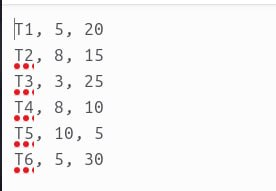 T1, 5, 20
T2, 8, 15
T3, 3, 25
T4, 8, 10
T5, 10, 5
T6, 5, 30